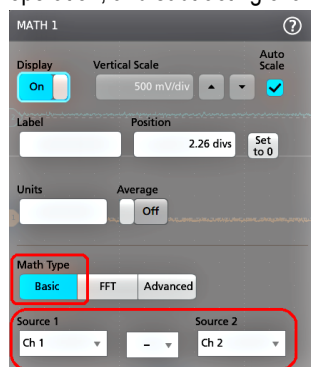 MATH 1 ?
Display Vertical Scale Auto Scale
On 500 mV/div
Label Position
2.26 divs Set to 0
Units Average
Off
Math Type
Basic FFT Advanced
Source 1 Source 2
Ch 1 - Ch 2